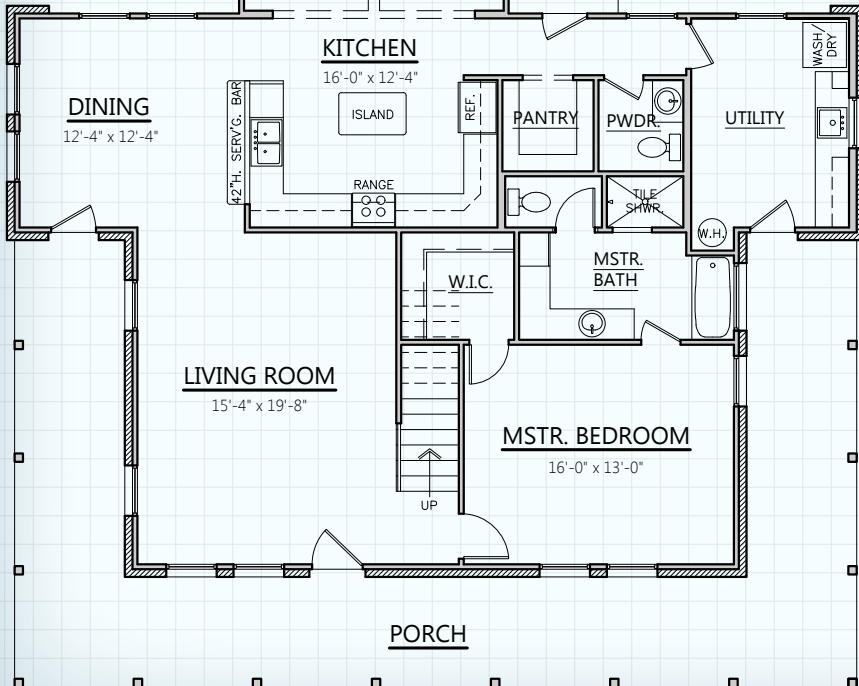 KITCHEN
16'-0" x 12'-4"
WASH/
DRY
DINING
12'-4" x 12'-4"
42"H. SERV'G. BAR
ISLAND
REF.
PANTRY
PWDR.
UTILITY
RANGE
TILE
SHWR.
W.H.
MSTR.
BATH
W.I.C.
LIVING ROOM
15'-4" x 19'-8"
MSTR. BEDROOM
16'-0" x 13'-0"
UP
PORCH